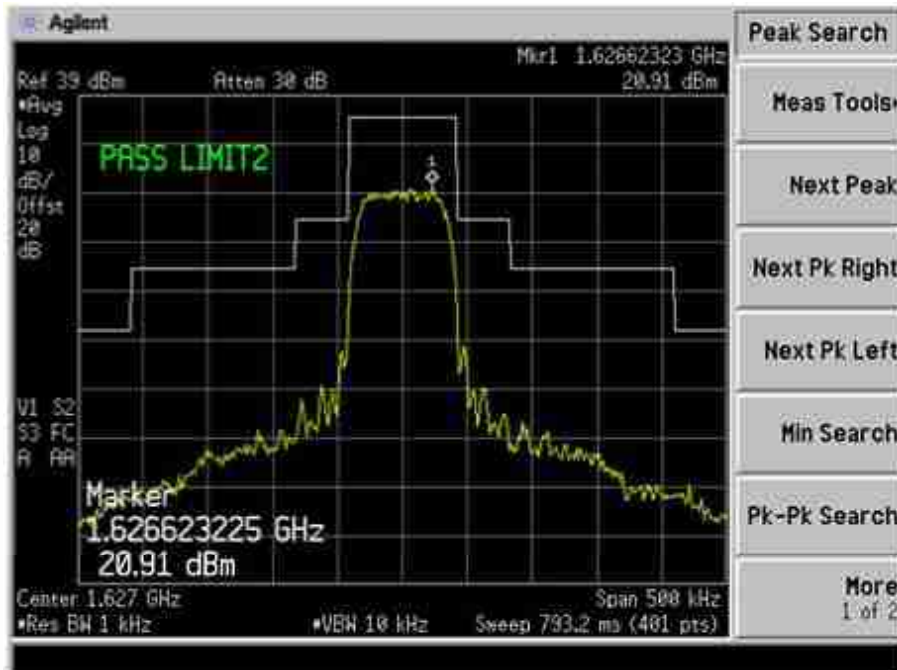 Agilent
Peak Search
Mkr1 1.62662323 GHz
Ref 39 dBm Atten 30 dB 20.91 dBm
•Avg
Log
10
dB/
Offst
20
dB
PASS LIMIT2
1
Meas Tools
Next Peak
Next Pk Right
Next Pk Left
V1 S2
S3 FC
A AA
Min Search
Marker
1.626623225 GHz
20.91 dBm
Pk-Pk Search
Center 1.627 GHz Span 500 kHz
•Res BW 1 kHz •VBW 10 kHz Sweep 793.2 ms (401 pts)
More
1 of 2